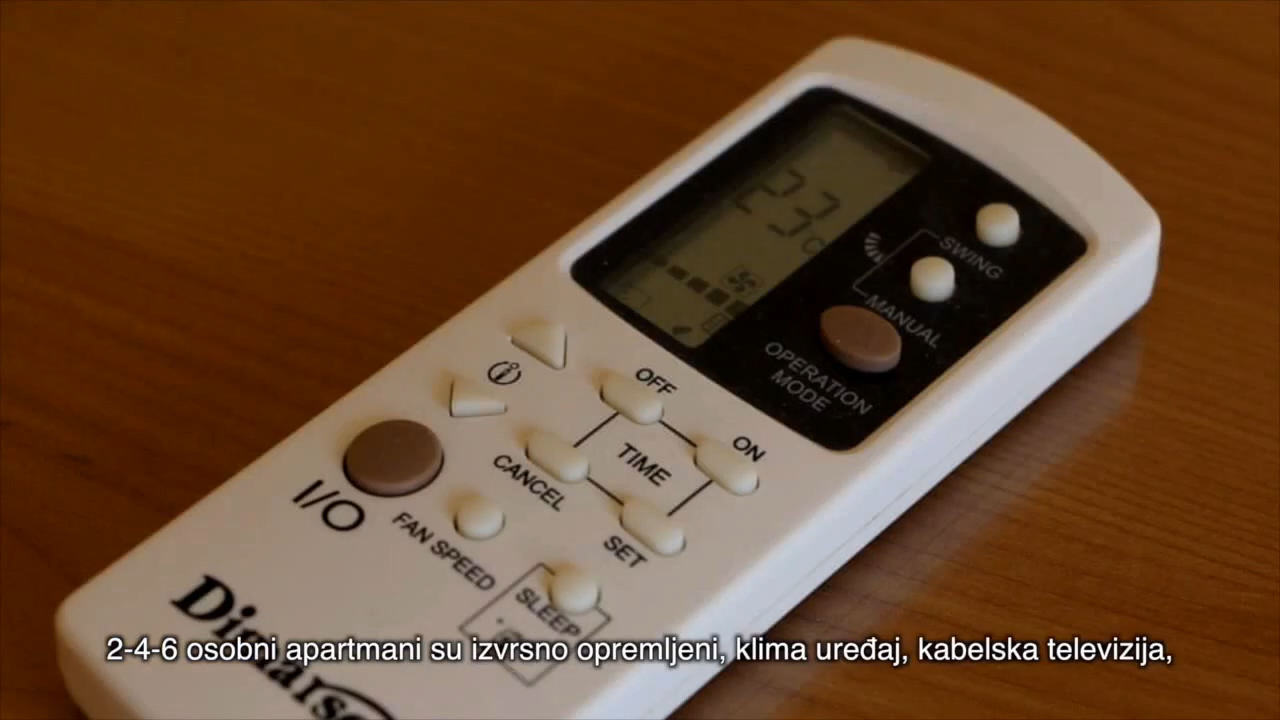 23 C
SWING
MANUAL
OPERATION
MODE
OFF
ON
TIME
CANCEL
SET
I/O
FAN SPEED
SLEEP
2-4-6 osobni apartmani su izvrsno opremljeni, klima uređaj, kabelska televizija,